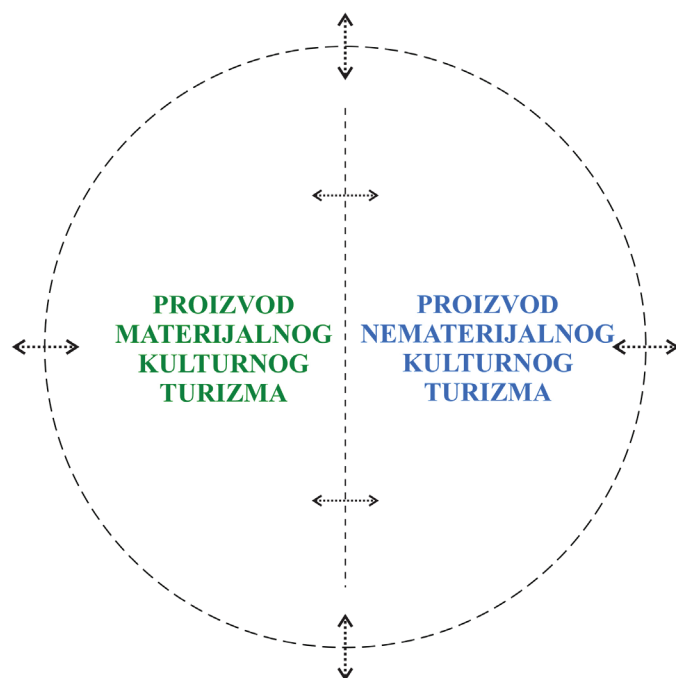 PROIZVOD
MATERIJALNOG
KULTURNOG
TURIZMA
PROIZVOD
NEMATERIJALNOG
KULTURNOG
TURIZMA